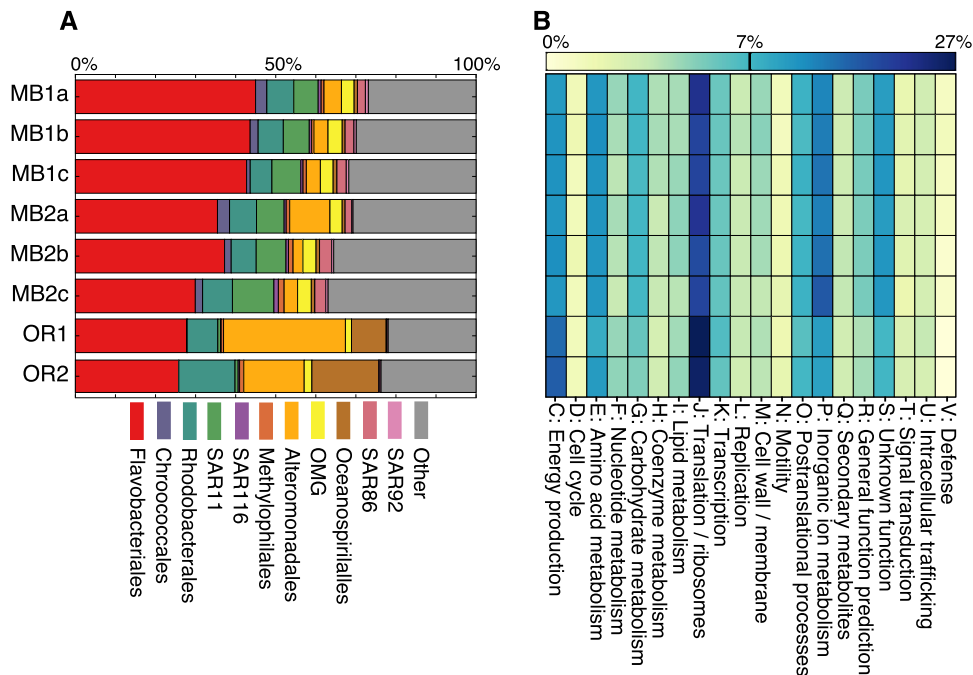 A
0%
50%
100%
MB1a
MB1b
MB1c
MB2a
MB2b
MB2c
OR1
OR2
Flavobacteriales
Chroococcales
Rhodobacterales
SAR11
SAR116
Methylophilales
Alteromonadales
OMG
Oceanospirilalles
SAR86
SAR92
Other
B
0%
7%
27%
C: Energy production
D: Cell cycle
E: Amino acid metabolism
F: Nucleotide metabolism
G: Carbohydrate metabolism
H: Coenzyme metabolism
I: Lipid metabolism
J: Translation / ribosomes
K: Transcription
L: Replication
M: Cell wall / membrane
N: Motility
O: Postranslational processes
P: Inorganic ion metabolism
Q: Secondary metabolites
R: General function prediction
S: Unknown function
T: Signal transduction
U: Intracellular trafficking
V: Defense